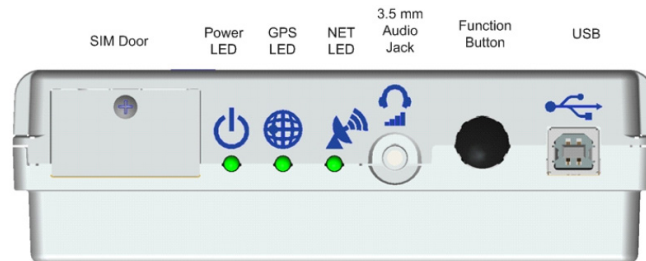 SIM Door
Power
LED
GPS
LED
NET
LED
3.5 mm
Audio
Jack
Function
Button
USB